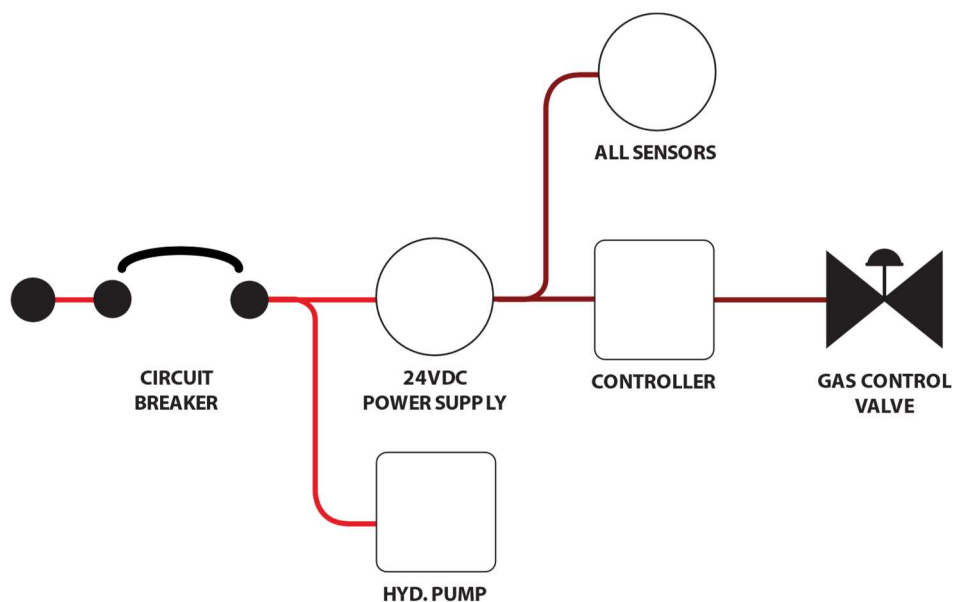 ALL SENSORS
CIRCUIT
BREAKER
24VDC
POWER SUPPLY
CONTROLLER
GAS CONTROL
VALVE
HYD. PUMP